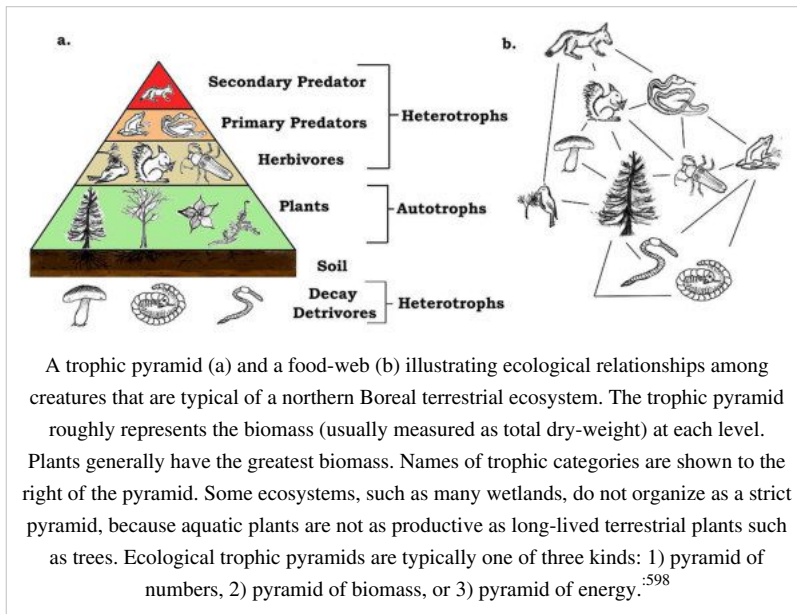 a.
b.
Secondary Predator
Primary Predators
Heterotrophs
Herbivores
Plants
Autotrophs
Soil
Decay
Detrivores
Heterotrophs
A trophic pyramid (a) and a food-web (b) illustrating ecological relationships among
creatures that are typical of a northern Boreal terrestrial ecosystem. The trophic pyramid
roughly represents the biomass (usually measured as total dry-weight) at each level.
Plants generally have the greatest biomass. Names of trophic categories are shown to the
right of the pyramid. Some ecosystems, such as many wetlands, do not organize as a strict
pyramid, because aquatic plants are not as productive as long-lived terrestrial plants such
as trees. Ecological trophic pyramids are typically one of three kinds: 1) pyramid of
numbers, 2) pyramid of biomass, or 3) pyramid of energy.:598